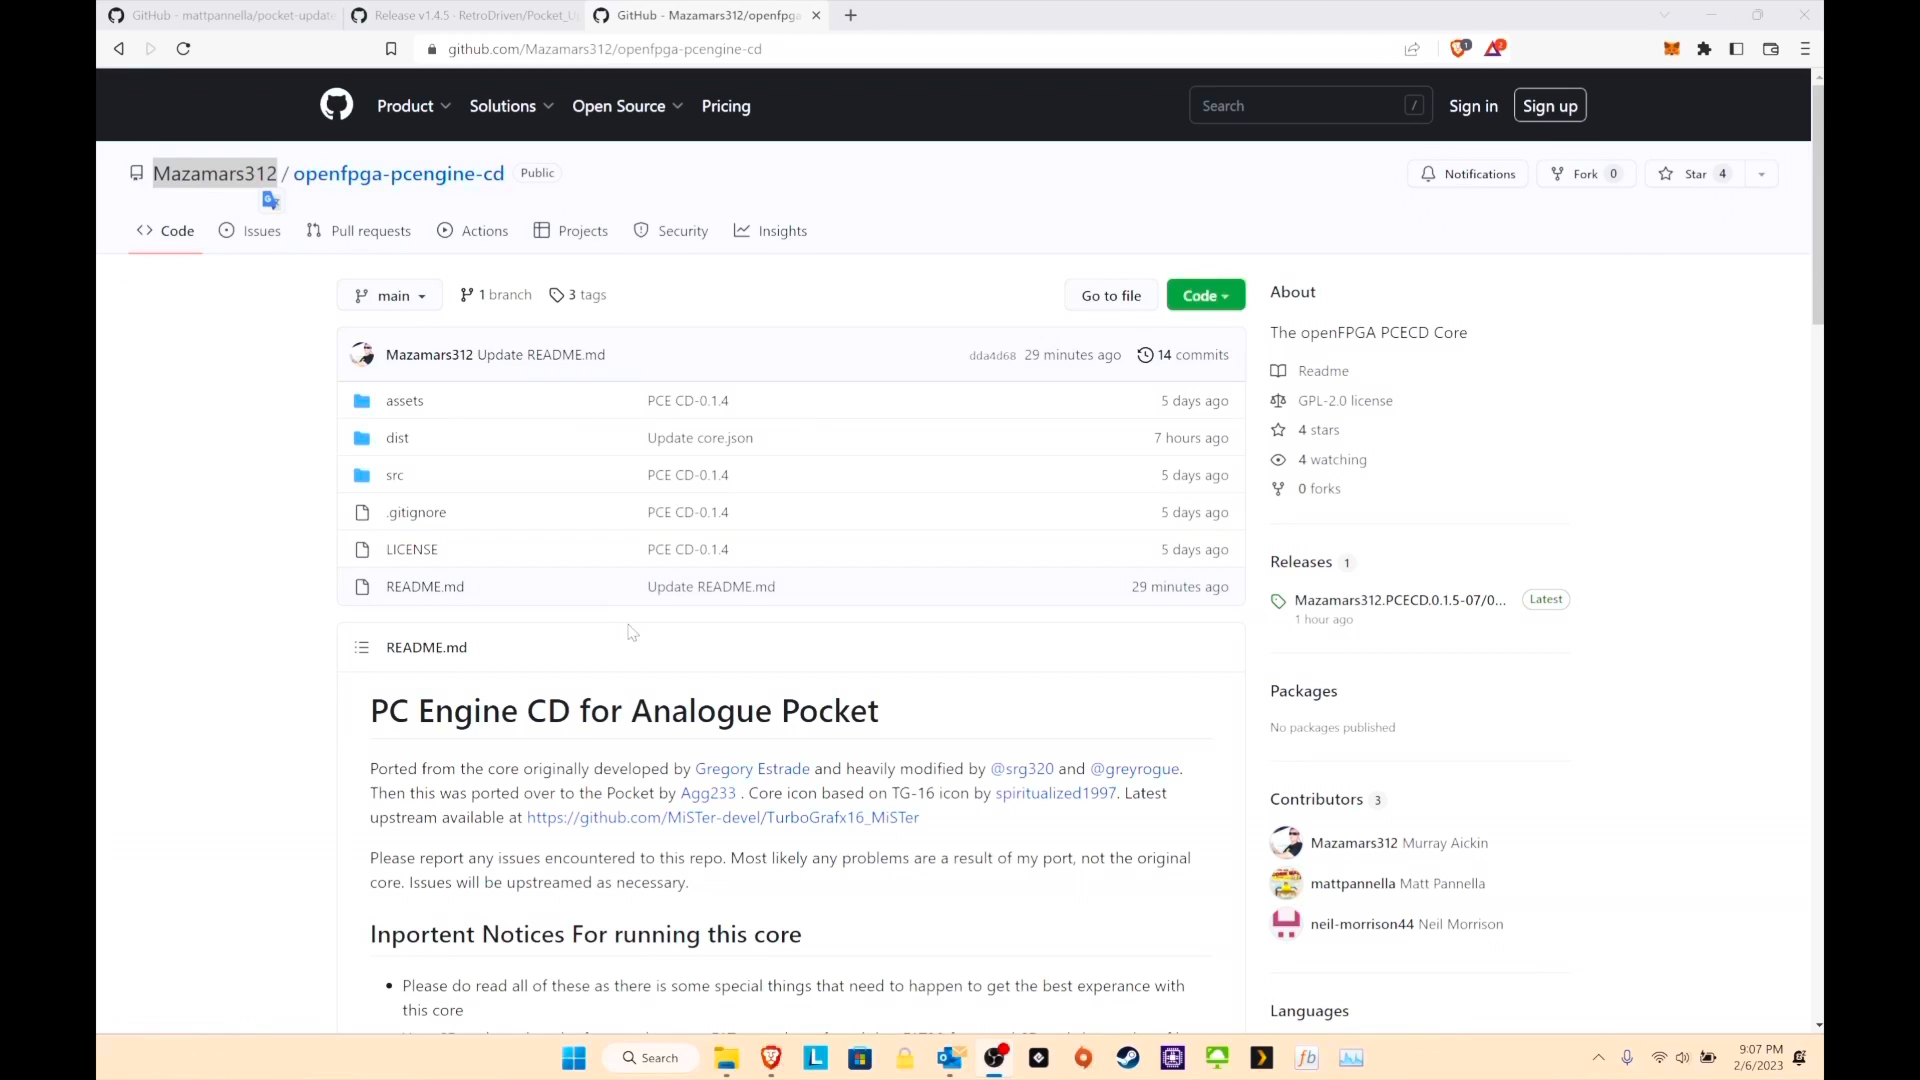 GitHub - mattpannella/pocket-update
Release v1.4.5 · RetroDriven/Pocket_U
GitHub - Mazamars312/openfpga
github.com/Mazamars312/openfpga-pcengine-cd
1
2
Product
Solutions
Open Source
Pricing
Search
/
Sign in
Sign up
Mazamars312 / openfpga-pcengine-cd
Public
Notifications
Fork 0
Star 4
Code
Issues
Pull requests
Actions
Projects
Security
Insights
main
1 branch
3 tags
Go to file
Code
Mazamars312 Update README.md
dda4d68 29 minutes ago
14 commits
assets PCE CD-0.1.4 5 days ago
dist Update core.json 7 hours ago
src PCE CD-0.1.4 5 days ago
.gitignore PCE CD-0.1.4 5 days ago
LICENSE PCE CD-0.1.4 5 days ago
README.md Update README.md 29 minutes ago
README.md
PC Engine CD for Analogue Pocket
Ported from the core originally developed by Gregory Estrade and heavily modified by @srg320 and @greyrogue.
Then this was ported over to the Pocket by Agg233 . Core icon based on TG-16 icon by spiritualized1997. Latest
upstream available at https://github.com/MiSTer-devel/TurboGrafx16_MiSTer
Please report any issues encountered to this repo. Most likely any problems are a result of my port, not the original
core. Issues will be upstreamed as necessary.
Inportent Notices For running this core
• Please do read all of these as there is some special things that need to happen to get the best experance with
this core
About
The openFPGA PCECD Core
Readme
GPL-2.0 license
4 stars
4 watching
0 forks
Releases 1
Mazamars312.PCECD.0.1.5-07/0...
Latest
1 hour ago
Packages
No packages published
Contributors 3
Mazamars312 Murray Aickin
mattpannella Matt Pannella
neil-morrison44 Neil Morrison
Languages
Search
L
fb
9:07 PM
2/6/2023